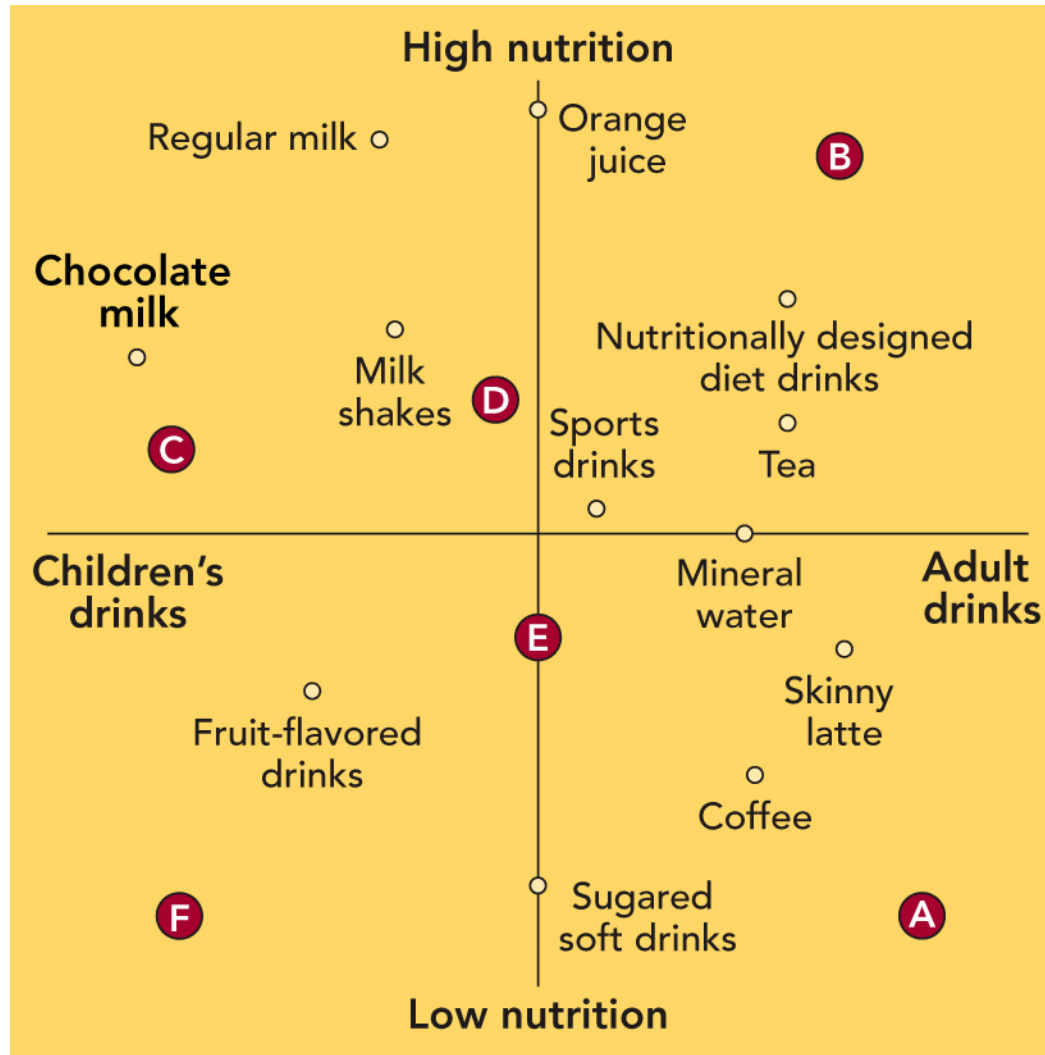 High nutrition
Orange
juice
Regular milk
B
Chocolate
milk
Nutritionally designed
diet drinks
Milk
shakes
D
Sports
drinks
Tea
C
Children's
drinks
Mineral
water
Adult
drinks
E
Skinny
latte
Fruit-flavored
drinks
Coffee
F
Sugared
soft drinks
A
Low nutrition